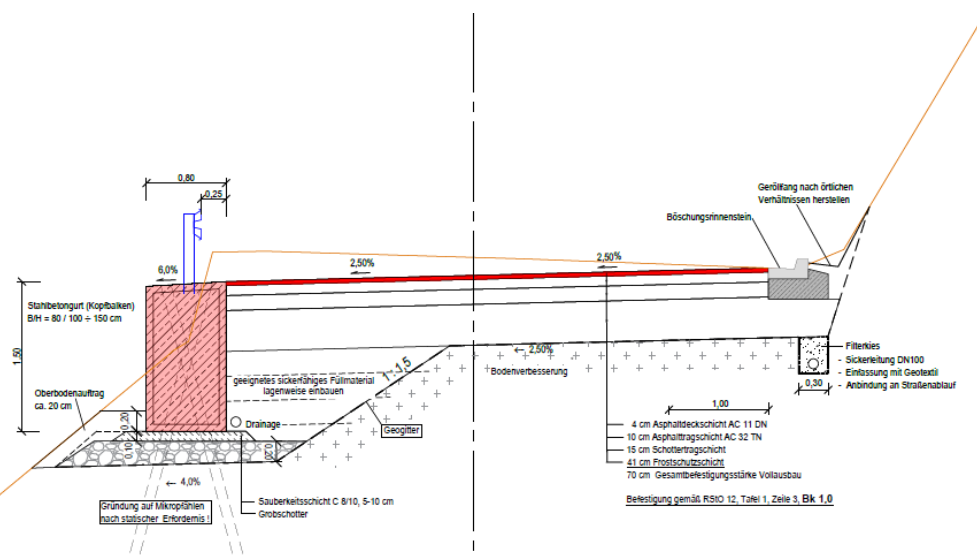 0,80
0,25
Geröllfang nach örtlichen
Verhältnissen herstellen
Böschungsrinnenstein
6,0%
2,50%
2,50%
Stahlbetongurt (Kopfbalken)
B/H = 80 / 100 ÷ 150 cm
1,50
Filterkies
- Sickerleitung DN100
- Einfassung mit Geotextil
- Anbindung an Straßenablauf
0,30
2,50%
Bodenverbesserung
1 : 1,5
geeignetes sickerfähiges Füllmaterial
lagenweise einbauen
Oberbodenauftrag
ca. 20 cm
0,20
0,10
Drainage
Geogitter
0,20
1,00
4 cm Asphaltdeckschicht AC 11 DN
10 cm Asphalttragschicht AC 32 TN
15 cm Schottertragschicht
41 cm Frostschutzschicht
70 cm Gesamtbefestigungsstärke Vollausbau
Befestigung gemäß RStO 12, Tafel 1, Zeile 3, Bk 1,0
4,0%
Sauberkeitsschicht C 8/10, 5-10 cm
Grobschotter
Gründung auf Mikropfählen
nach statischer Erfordernis !